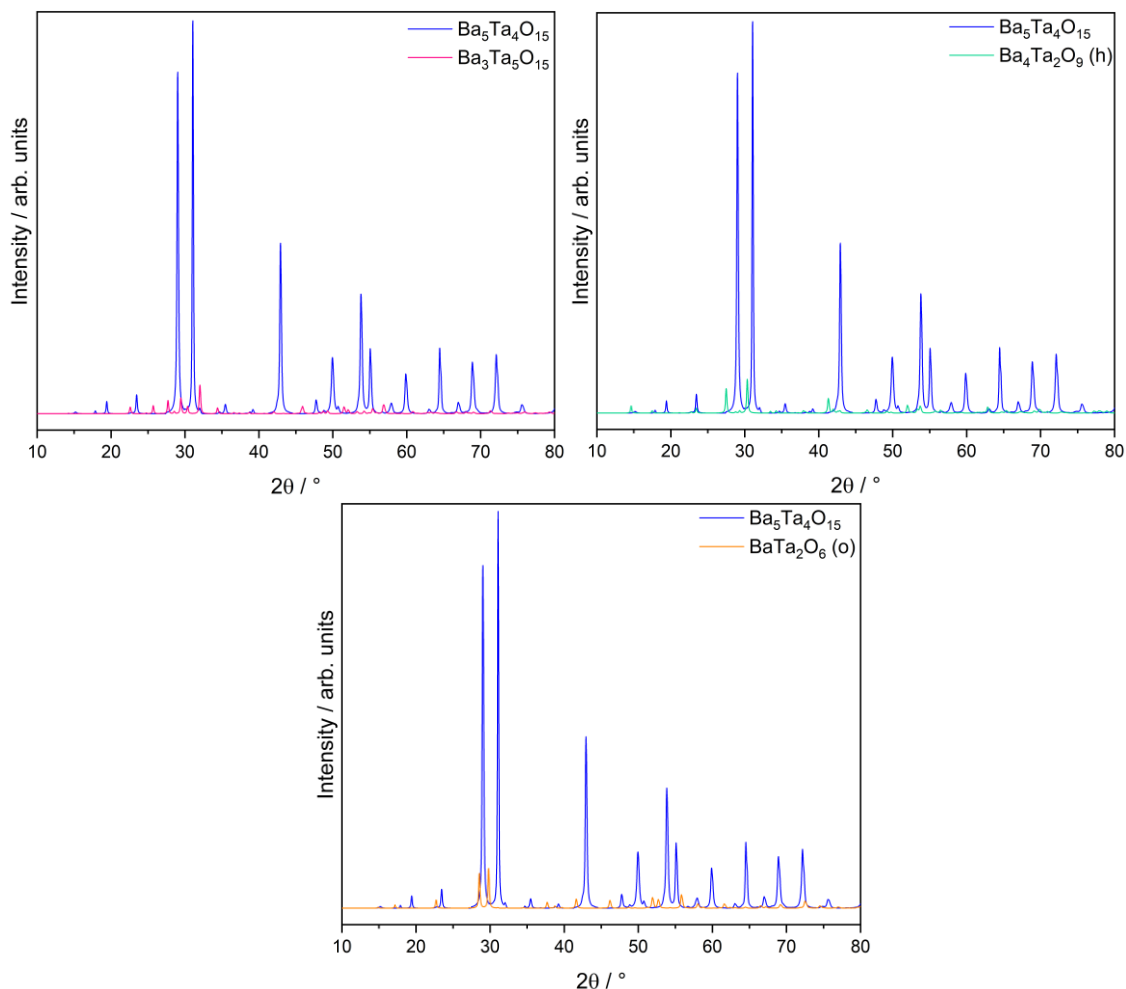 Ba₅Ta₄O₁₅
Ba₃Ta₅O₁₅
Intensity / arb. units
10 20 30 40 50 60 70 80
2θ / °
Ba₅Ta₄O₁₅
Ba₄Ta₂O₉ (h)
Intensity / arb. units
10 20 30 40 50 60 70 80
2θ / °
Ba₅Ta₄O₁₅
BaTa₂O₆ (o)
Intensity / arb. units
10 20 30 40 50 60 70 80
2θ / °